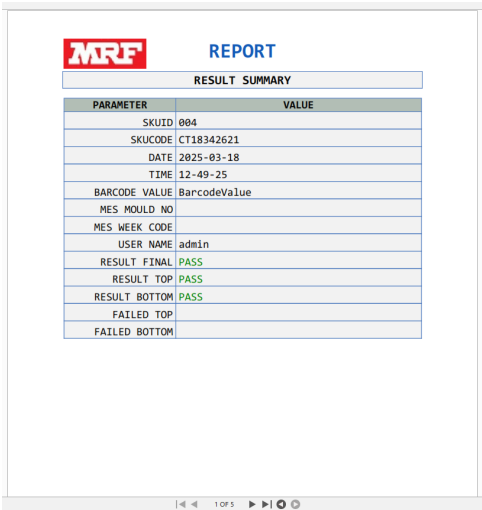 MRF REPORT
RESULT SUMMARY
PARAMETER VALUE
SKUID 004
SKUCODE CT18342621
DATE 2025-03-18
TIME 12-49-25
BARCODE VALUE BarcodeValue
MES MOULD NO
MES WEEK CODE
USER NAME admin
RESULT FINAL PASS
RESULT TOP PASS
RESULT BOTTOM PASS
FAILED TOP
FAILED BOTTOM
1 OF 5